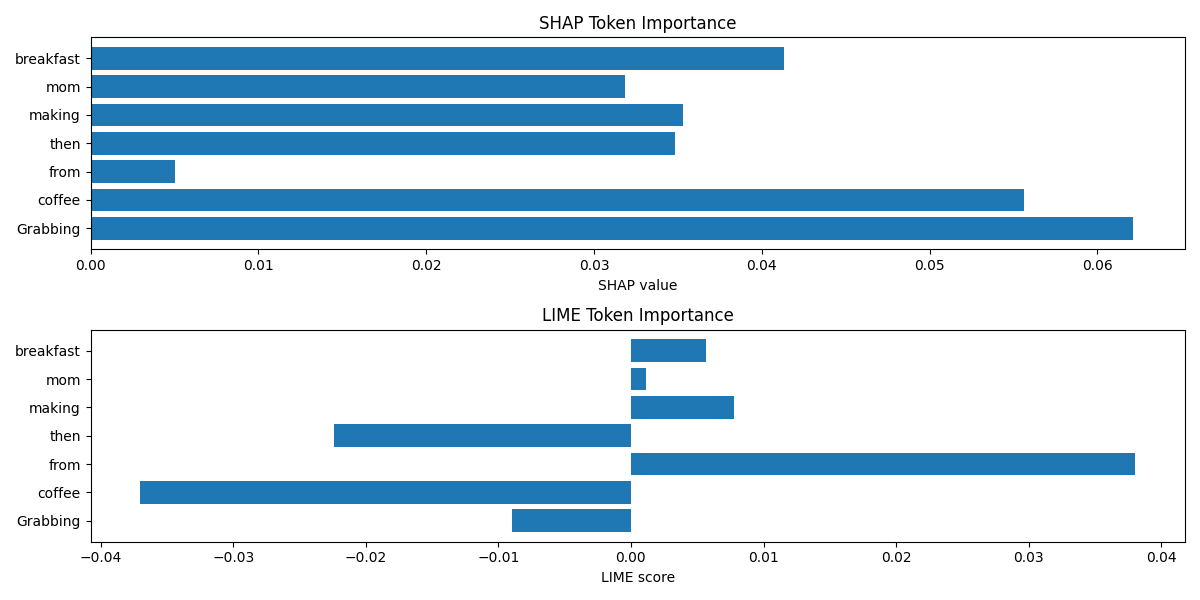 SHAP Token Importance
breakfast
mom
making
then
from
coffee
Grabbing
0.00 0.01 0.02 0.03 0.04 0.05 0.06
SHAP value
LIME Token Importance
breakfast
mom
making
then
from
coffee
Grabbing
−0.04 −0.03 −0.02 −0.01 0.00 0.01 0.02 0.03 0.04
LIME score